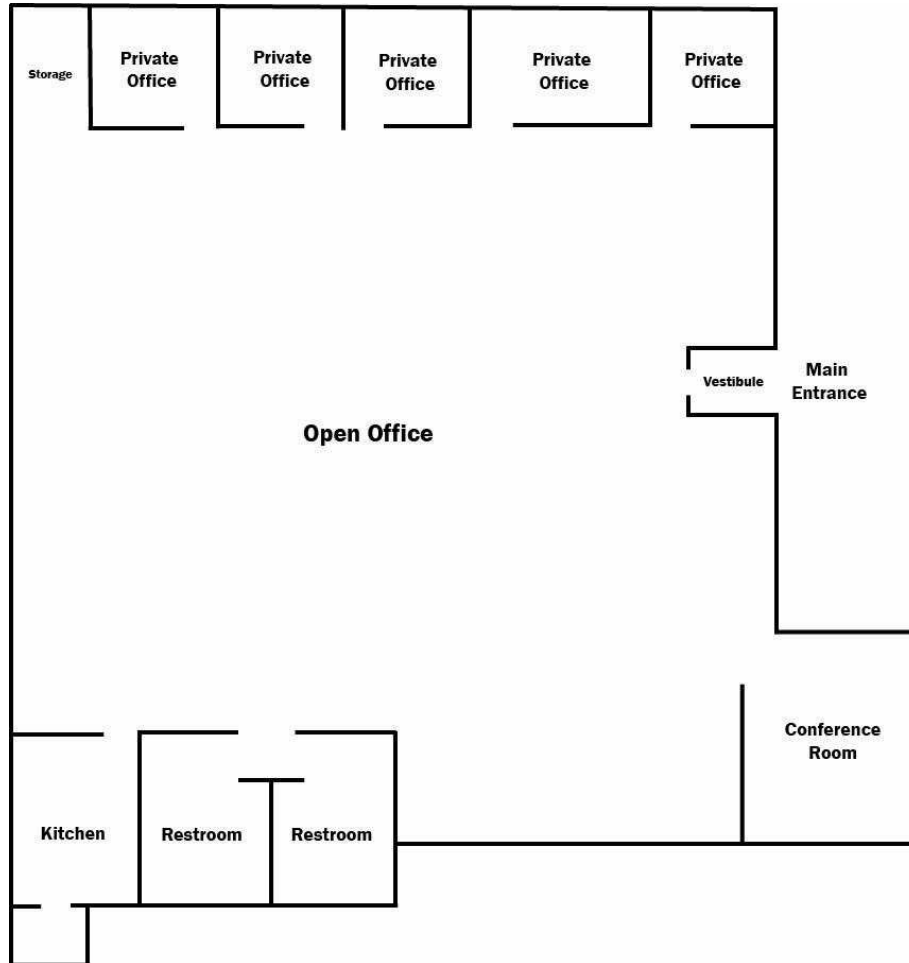 Storage
Private
Office
Private
Office
Private
Office
Private
Office
Private
Office
Vestibule
Main
Entrance
Open Office
Conference
Room
Kitchen
Restroom
Restroom